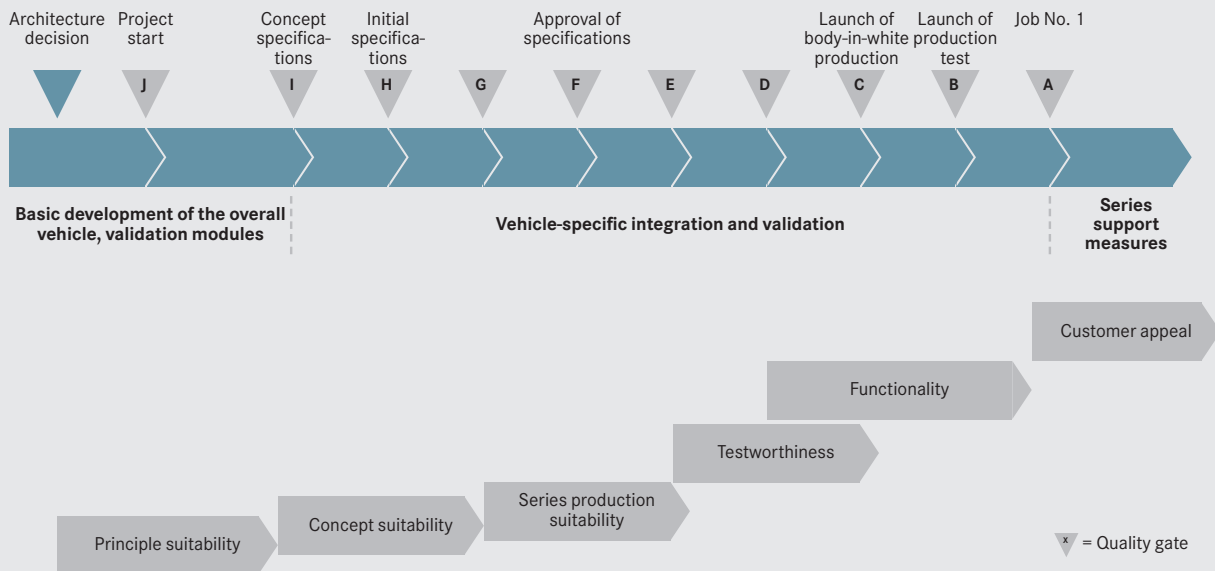 Architecture
decision
Project
start
Concept
specifica-
tions
Initial
specifica-
tions
Approval of
specifications
Launch of
body-in-white
production
Launch of
production
test
Job No. 1
J
I
H
G
F
E
D
C
B
A
Basic development of the overall
vehicle, validation modules
Vehicle-specific integration and validation
Series
support
measures
Customer appeal
Functionality
Testworthiness
Series production
suitability
Concept suitability
Principle suitability
x = Quality gate